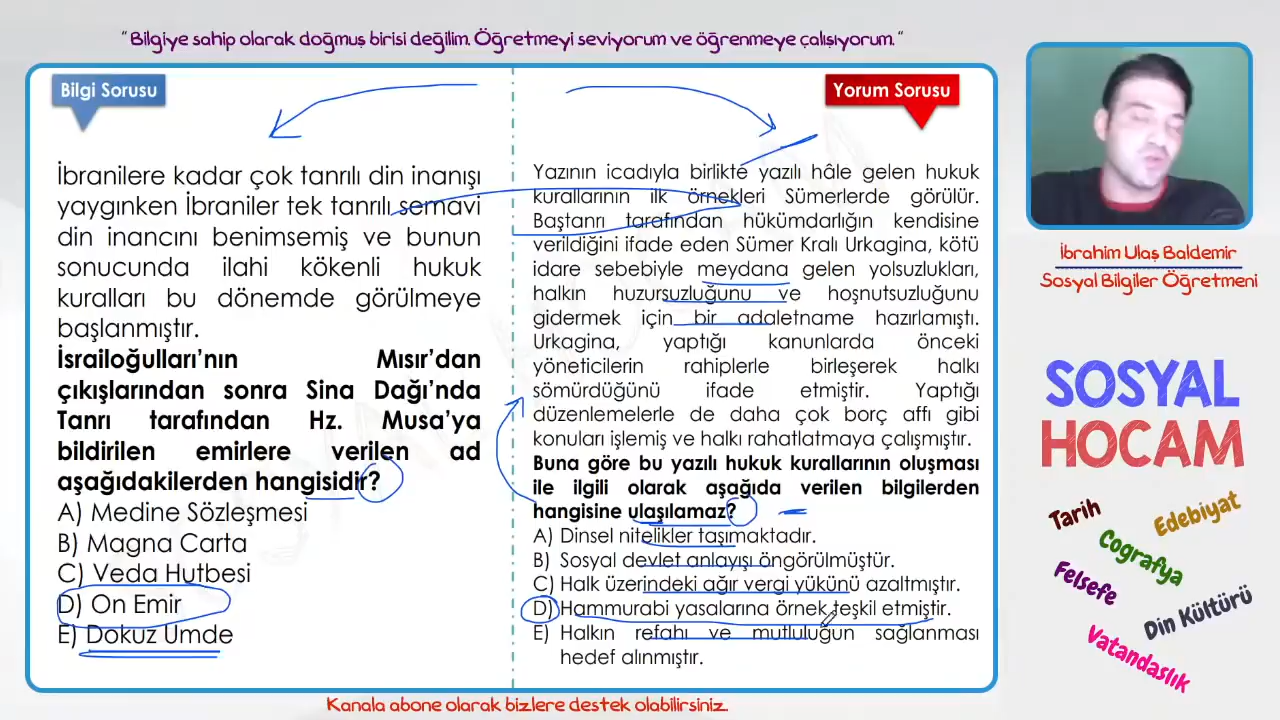 “Bilgiye sahip olarak doğmuş birisi değilim. Öğretmeyi seviyorum ve öğrenmeye çalışıyorum.“
Bilgi Sorusu
İbranilere kadar çok tanrılı din inanışı
yaygınken İbraniler tek tanrılı semavi
din inancını benimsemiş ve bunun
sonucunda ilahi kökenli hukuk
kuralları bu dönemde görülmeye
başlanmıştır.
İsrailoğulları’nın Mısır’dan
çıkışlarından sonra Sina Dağı’nda
Tanrı tarafından Hz. Musa’ya
bildirilen emirlere verilen ad
aşağıdakilerden hangisidir?
A) Medine Sözleşmesi
B) Magna Carta
C) Veda Hutbesi
D) On Emir
E) Dokuz Umde
Yorum Sorusu
Yazının icadıyla birlikte yazılı hâle gelen hukuk
kurallarının ilk örnekleri Sümerlerde görülür.
Baştanrı tarafından hükümdarlığın kendisine
verildiğini ifade eden Sümer Kralı Urkagina, kötü
idare sebebiyle meydana gelen yolsuzlukları,
halkın huzursuzluğunu ve hoşnutsuzluğunu
gidermek için bir adaletname hazırlamıştı.
Urkagina, yaptığı kanunlarda önceki
yöneticilerin rahiplerle birleşerek halkı
sömürdüğünü ifade etmiştir. Yaptığı
düzenlemelerle de daha çok borç affı gibi
konuları işlemiş ve halkı rahatlatmaya çalışmıştır.
Buna göre bu yazılı hukuk kurallarının oluşması
ile ilgili olarak aşağıda verilen bilgilerden
hangisine ulaşılamaz?
A) Dinsel nitelikler taşımaktadır.
B) Sosyal devlet anlayışı öngörülmüştür.
C) Halk üzerindeki ağır vergi yükünü azaltmıştır.
D) Hammurabi yasalarına örnek teşkil etmiştir.
E) Halkın refahı ve mutluluğun sağlanması
hedef alınmıştır.
İbrahim Ulaş Baldemir
Sosyal Bilgiler Öğretmeni
SOSYAL
HOCAM
Tarih
Edebiyat
Coğrafya
Felsefe
Din Kültürü
Vatandaşlık
Kanala abone olarak bizlere destek olabilirsiniz.